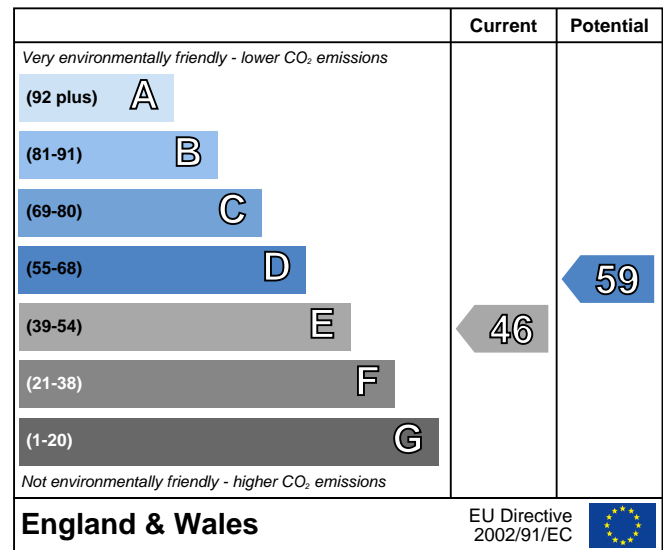 Current Potential
Very environmentally friendly - lower CO₂ emissions
(92 plus) A
(81-91) B
(69-80) C
(55-68) D
59
(39-54) E
46
(21-38) F
(1-20) G
Not environmentally friendly - higher CO₂ emissions
England & Wales
EU Directive
2002/91/EC